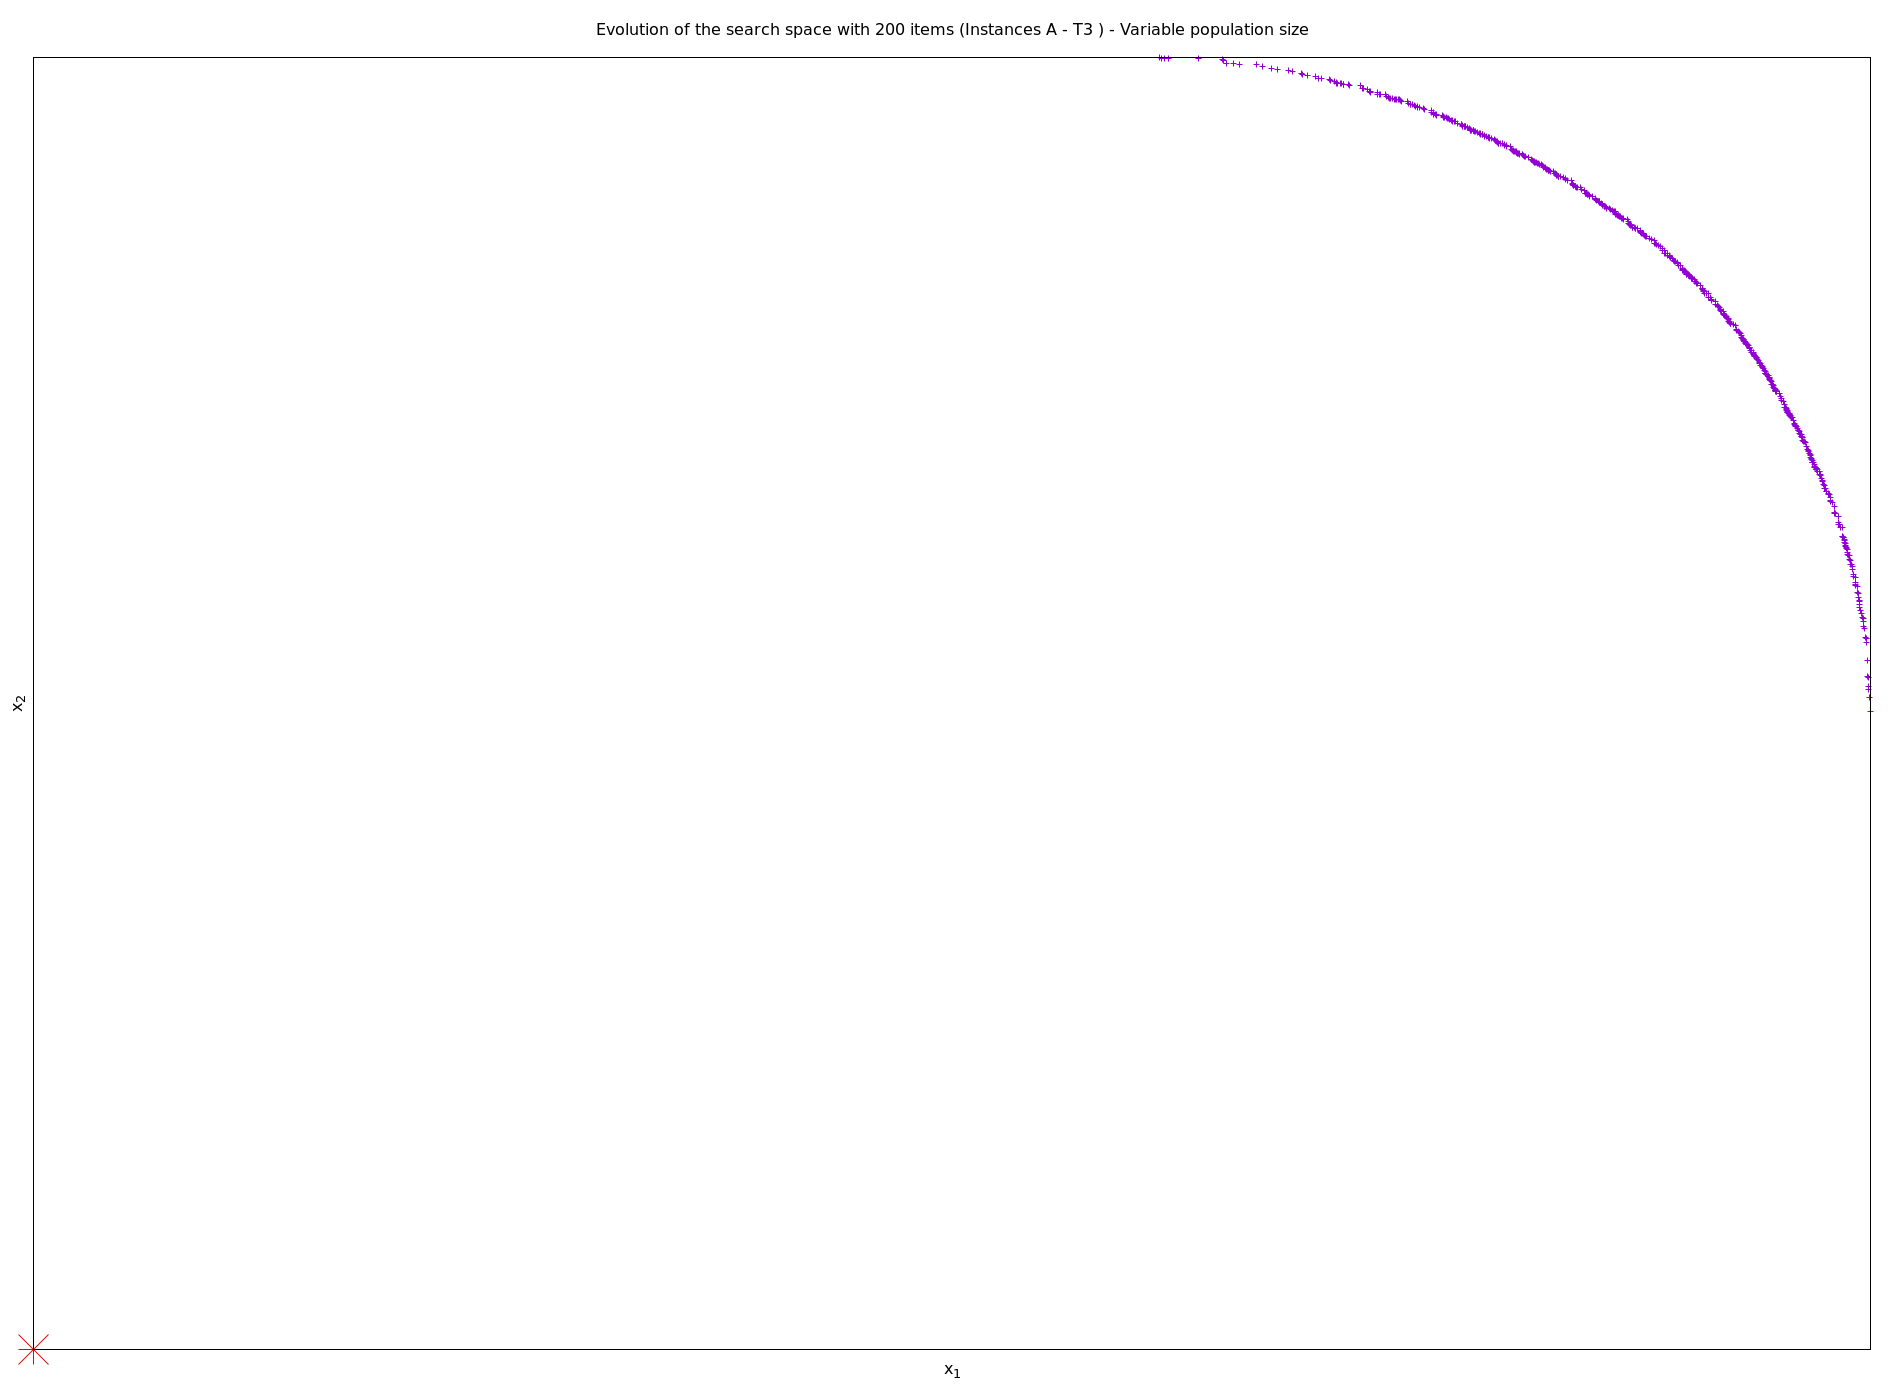 Evolution of the search space with 200 items (Instances A - T3 ) - Variable population size
x2
x1